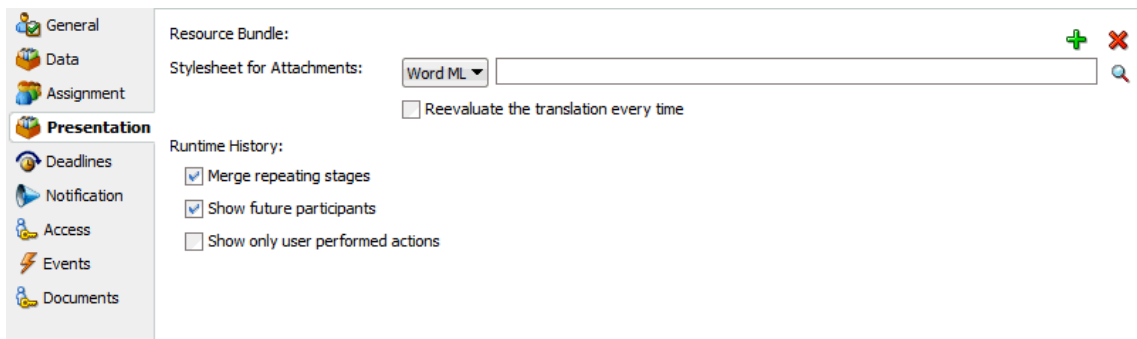 General
Data
Assignment
Presentation
Deadlines
Notification
Access
Events
Documents
Resource Bundle:
Stylesheet for Attachments:
Word ML
Reevaluate the translation every time
Runtime History:
Merge repeating stages
Show future participants
Show only user performed actions